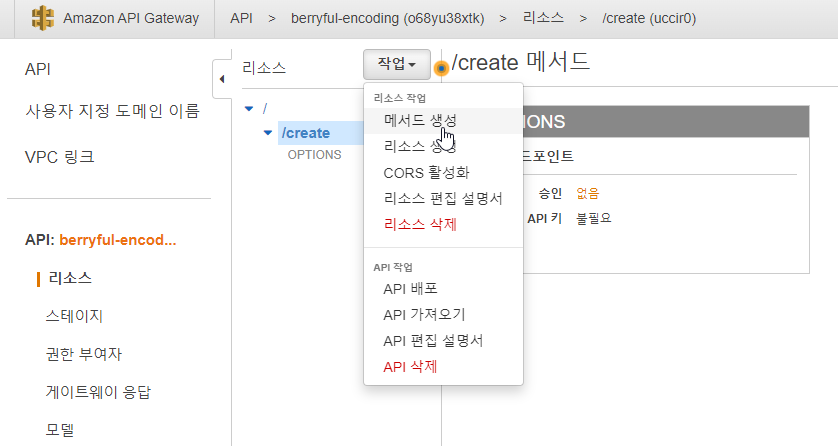 Amazon API Gateway API > berryful-encoding (o68yu38xtk) > 리소스 > /create (uccir0)
API
사용자 지정 도메인 이름
VPC 링크
API: berryful-encod...
리소스
스테이지
권한 부여자
게이트웨이 응답
모델
리소스
/
/create
OPTIONS
작업
리소스 작업
메서드 생성
리소스 생성
CORS 활성화
리소스 편집 설명서
리소스 삭제
API 작업
API 배포
API 가져오기
API 편집 설명서
API 삭제
/create 메서드
IONS
드포인트
승인 없음
API 키 불필요